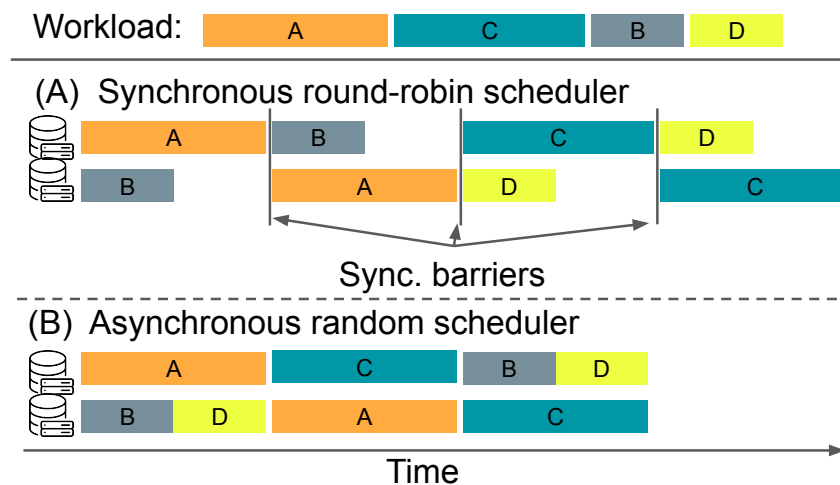 Workload: A C B D
(A) Synchronous round-robin scheduler
A B C D
B A D C
Sync. barriers
(B) Asynchronous random scheduler
A C B D
B D A C
Time